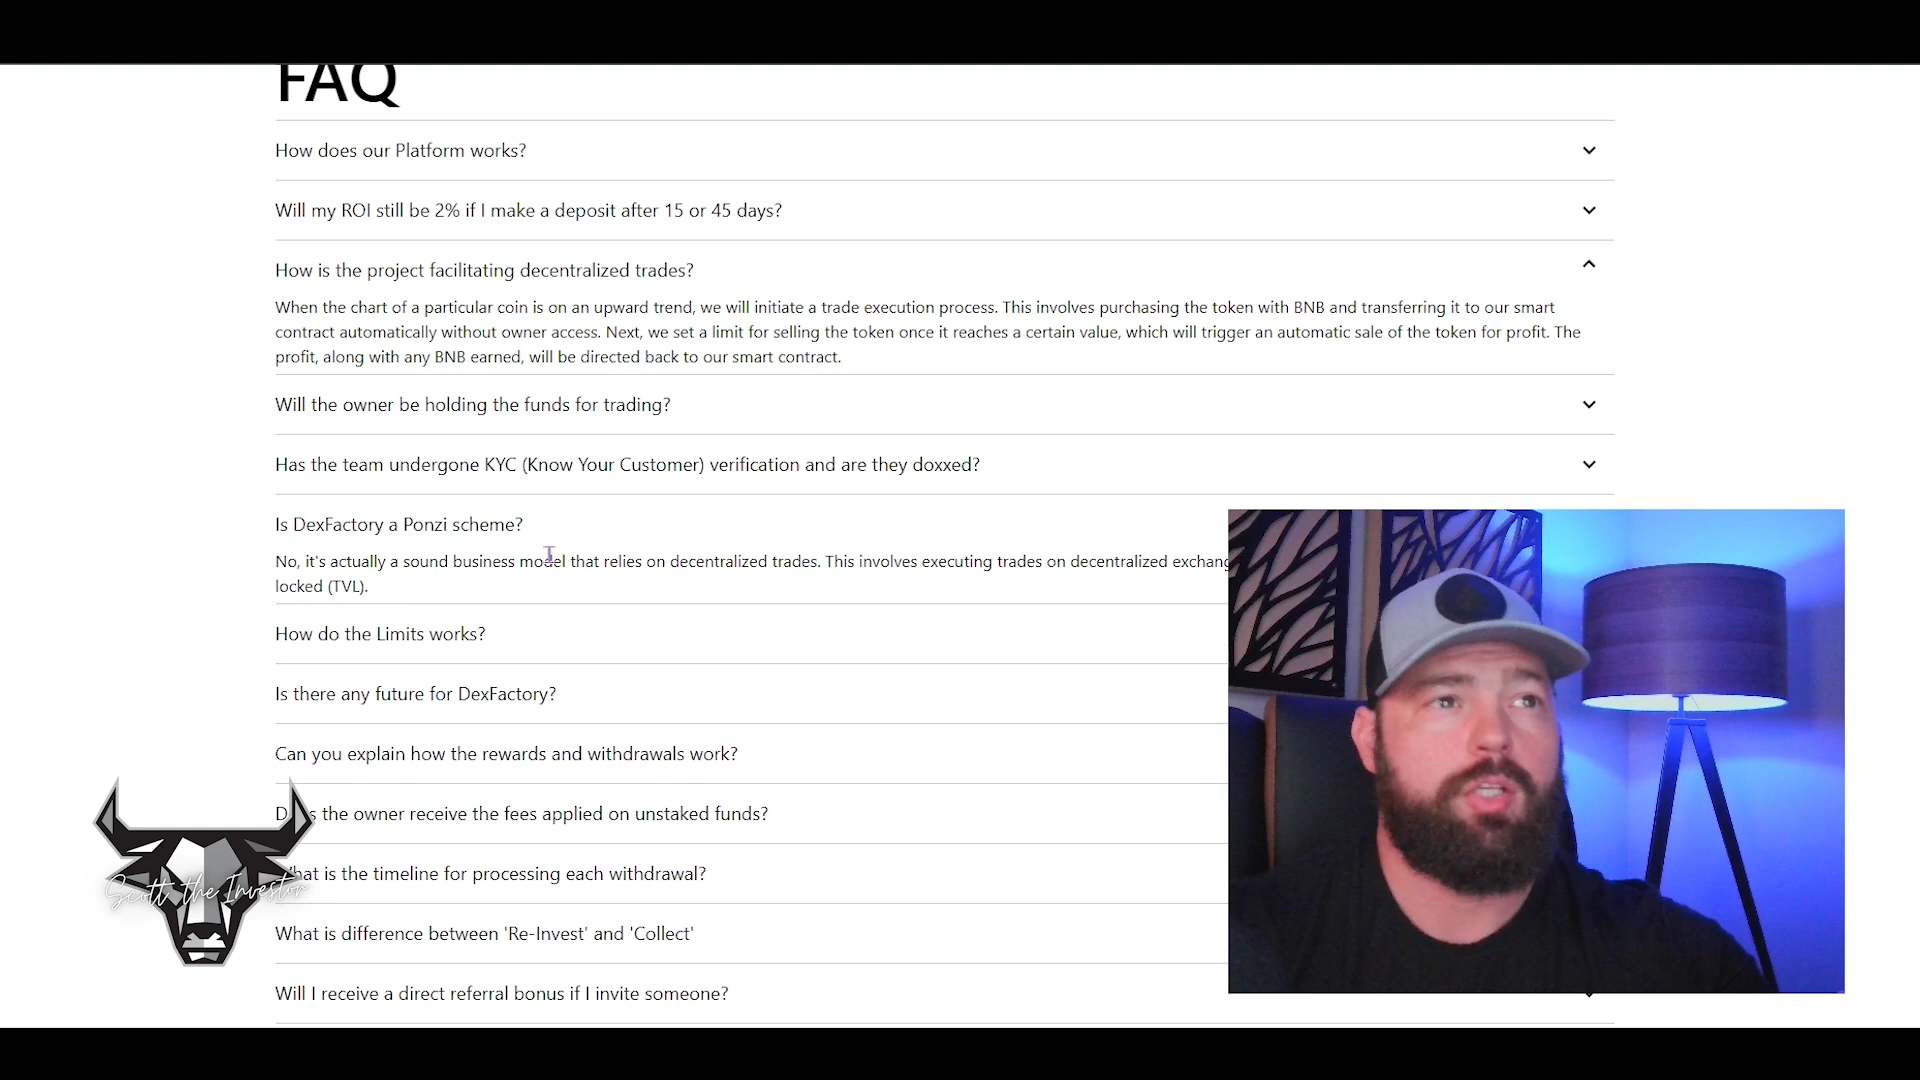 FAQ
How does our Platform works?
Will my ROI still be 2% if I make a deposit after 15 or 45 days?
How is the project facilitating decentralized trades?
When the chart of a particular coin is on an upward trend, we will initiate a trade execution process. This involves purchasing the token with BNB and transferring it to our smart
contract automatically without owner access. Next, we set a limit for selling the token once it reaches a certain value, which will trigger an automatic sale of the token for profit. The
profit, along with any BNB earned, will be directed back to our smart contract.
Will the owner be holding the funds for trading?
Has the team undergone KYC (Know Your Customer) verification and are they doxxed?
Is DexFactory a Ponzi scheme?
No, it's actually a sound business model that relies on decentralized trades. This involves executing trades on decentralized
locked (TVL).
How do the Limits works?
Is there any future for DexFactory?
Can you explain how the rewards and withdrawals work?
the owner receive the fees applied on unstaked funds?
is the timeline for processing each withdrawal?
Scott the Investor
What is difference between 'Re-Invest' and 'Collect'
Will I receive a direct referral bonus if I invite someone?